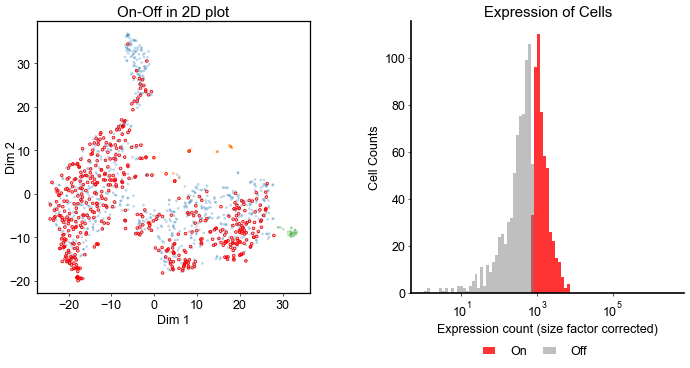 On-Off in 2D plot
Dim 2
30
20
10
0
−10
−20
−20 −10 0 10 20 30
Dim 1
Expression of Cells
Cell Counts
100
80
60
40
20
0
10^1 10^3 10^5
Expression count (size factor corrected)
On Off